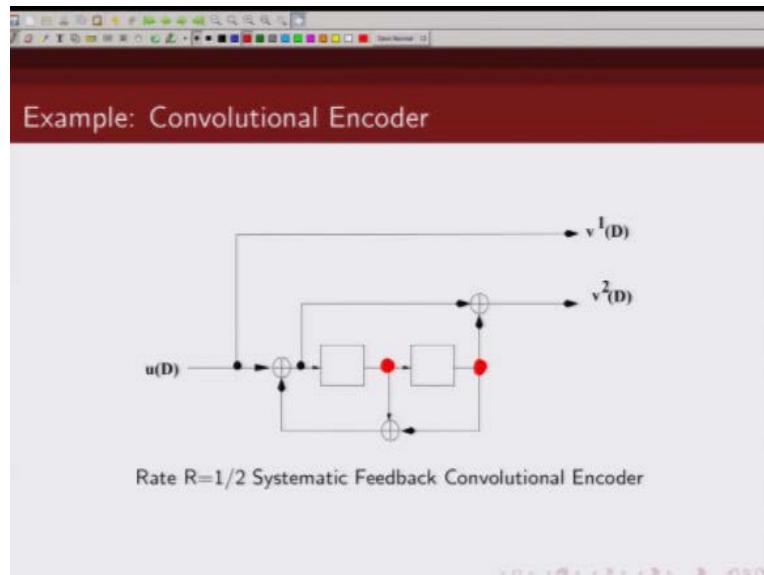 Example: Convolutional Encoder
v¹(D)
v²(D)
u(D)
Rate R=1/2 Systematic Feedback Convolutional Encoder